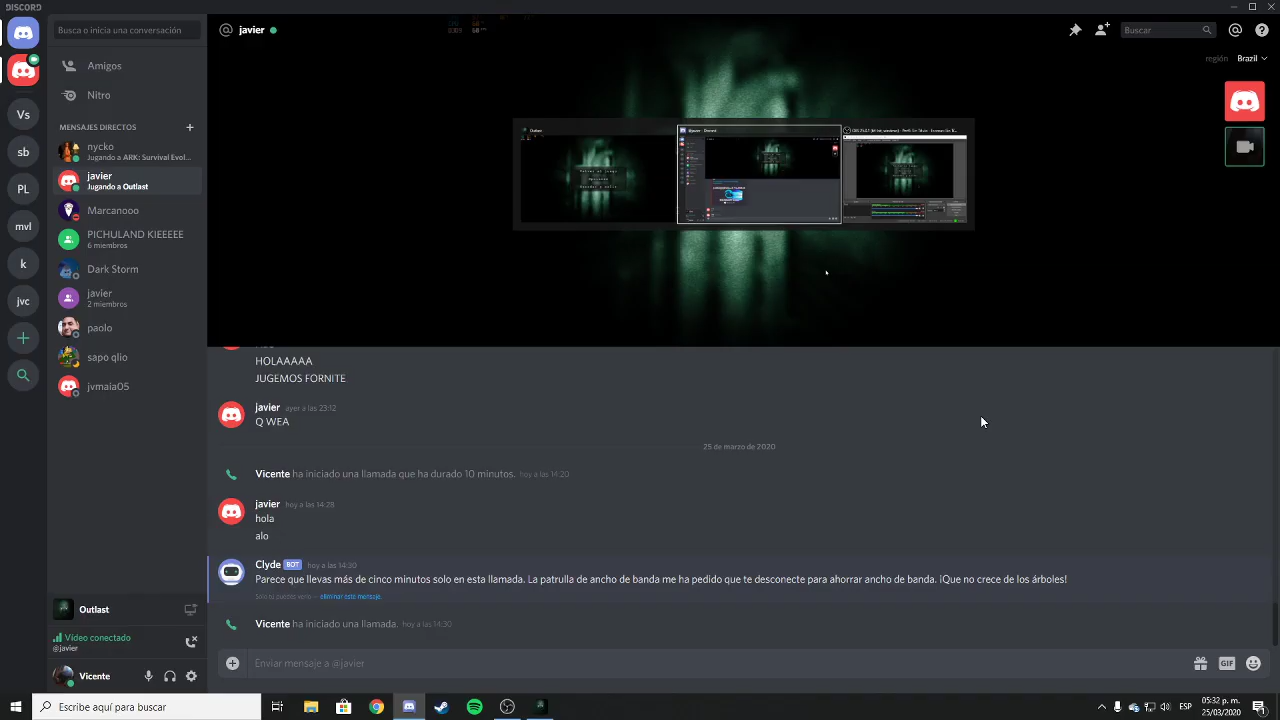 DISCORD
Busca o inicia una conversación
@ javier
Buscar
región Brazil
Amigos
Nitro
MENSAJES DIRECTOS
Vs
sb
PL
mvl
k
jvc
nycko
Jugando a ARK: Survival Evol...
javier
Jugando a Outlast
Marcanooo
PICHULAND KIEEEEE
6 miembros
Dark Storm
javier
2 miembros
paolo
sapo qlio
jvmaia05
Outlast
Volver al juego
Opciones
@javier - Discord
HOLAAAAA
JUGEMOS FORNITE
javier ayer a las 23:12
Q WEA
25 de marzo de 2020
Vicente ha iniciado una llamada que ha durado 10 minutos. hoy a las 14:20
javier hoy a las 14:28
hola
alo
Clyde BOT hoy a las 14:30
Parece que llevas más de cinco minutos solo en esta llamada. La patrulla de ancho de banda me ha pedido que te desconecte para ahorrar ancho de banda. ¡Que no crece de los árboles!
Solo tú puedes verlo — eliminar este mensaje.
Vicente ha iniciado una llamada. hoy a las 14:30
Enviar mensaje a @javier
GIF
Outlast
Vídeo conectado
@javier
Vicente
Escribe aquí para buscar
ESP
05:32 p. m.
25/03/2020